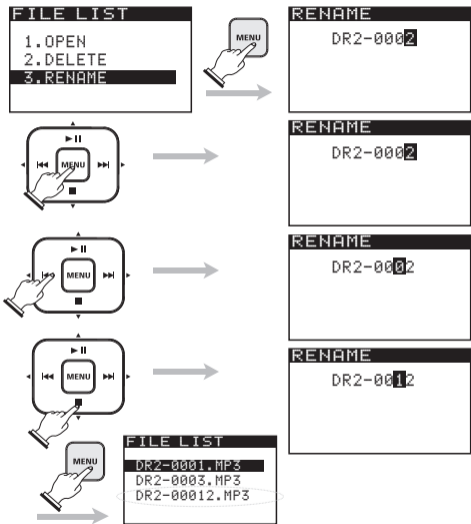 FILE LIST
1.OPEN
2.DELETE
3.RENAME
MENU
RENAME
DR2-0002
MENU
RENAME
DR2-0002
MENU
RENAME
DR2-0002
MENU
RENAME
DR2-0012
MENU
FILE LIST
DR2-0001.MP3
DR2-0003.MP3
DR2-00012.MP3